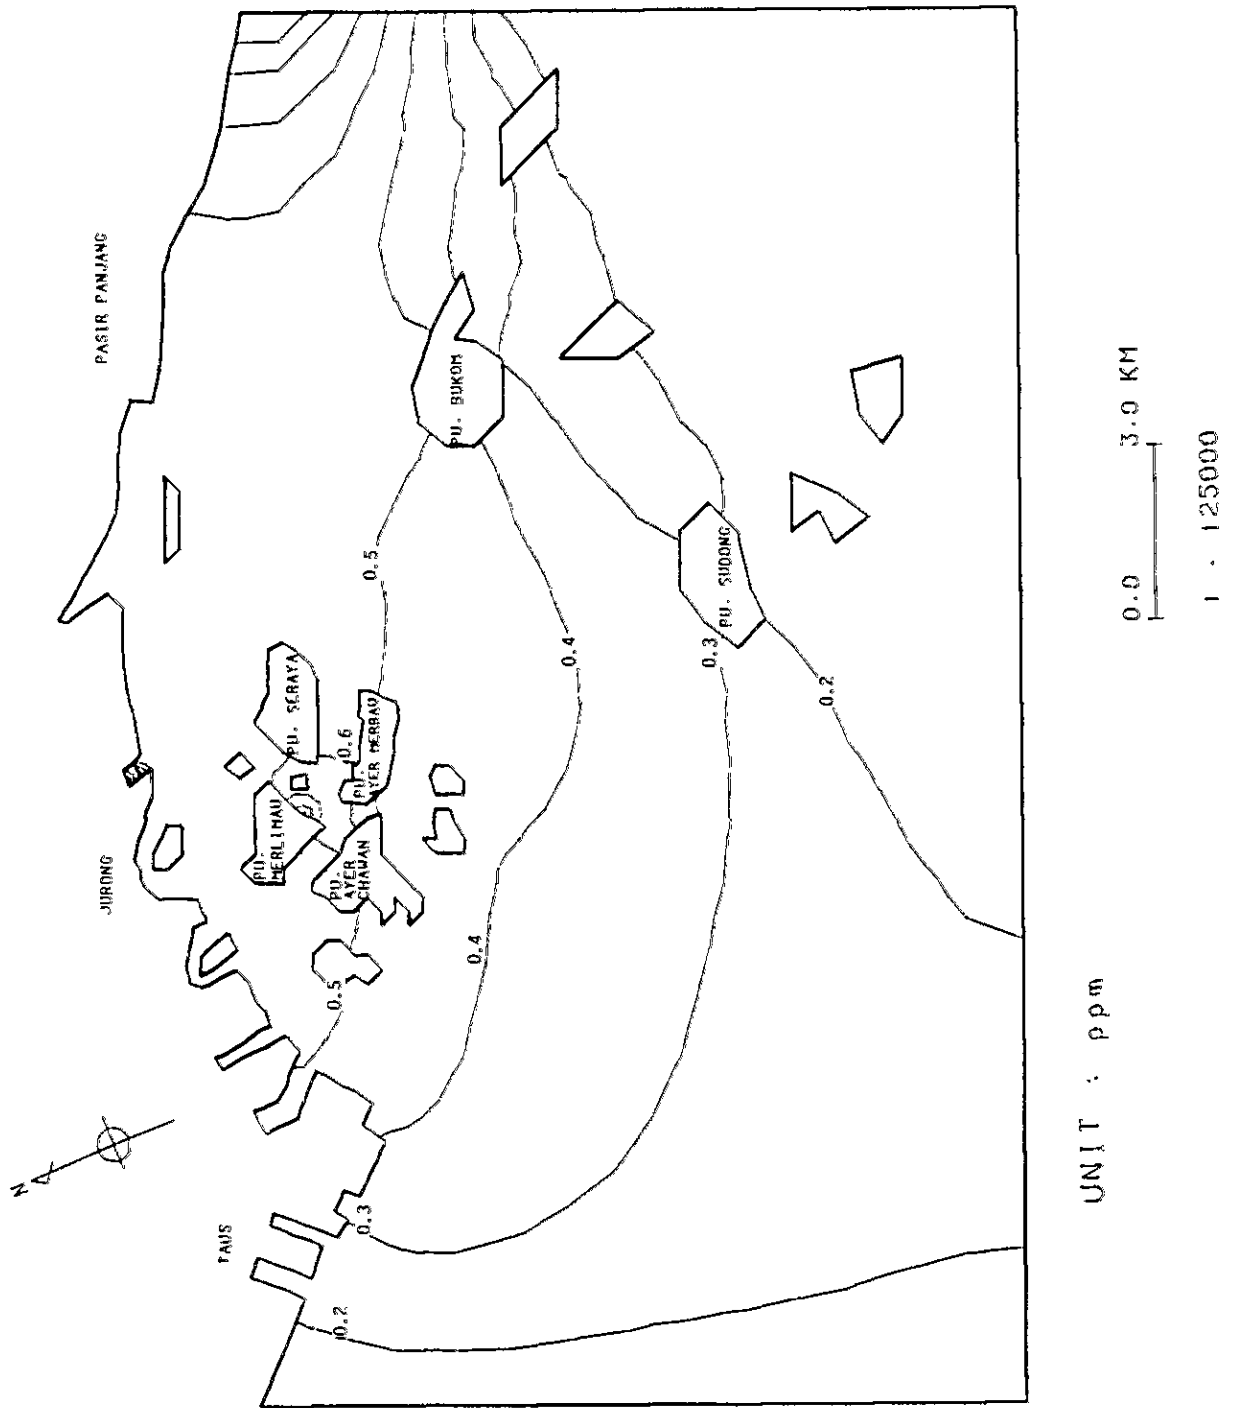 PASIR PANJANG
JURONG
TAUS
N
PU. BUKOM
PU. SERAYA
PU.
MERLIMAU
PU.
AYER MERBAU
PU.
AYER
CHAWAN
PU. SUDONG
0.5
0.6
0.4
0.3
0.2
0.5
0.4
0.3
0.2
0.0 3.0 KM
1 . 125000
UNIT : ppm